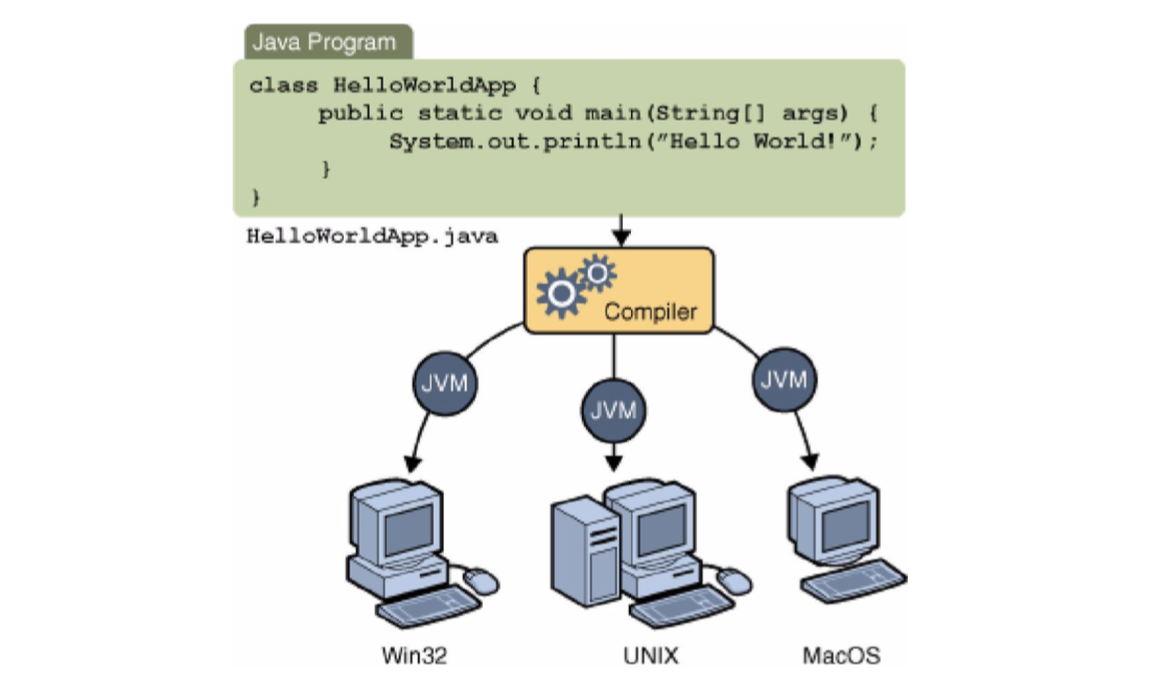 Java Program
class HelloWorldApp {
public static void main(String[] args) {
System.out.println("Hello World!");
}
}
HelloWorldApp.java
Compiler
JVM
JVM
JVM
Win32
UNIX
MacOS